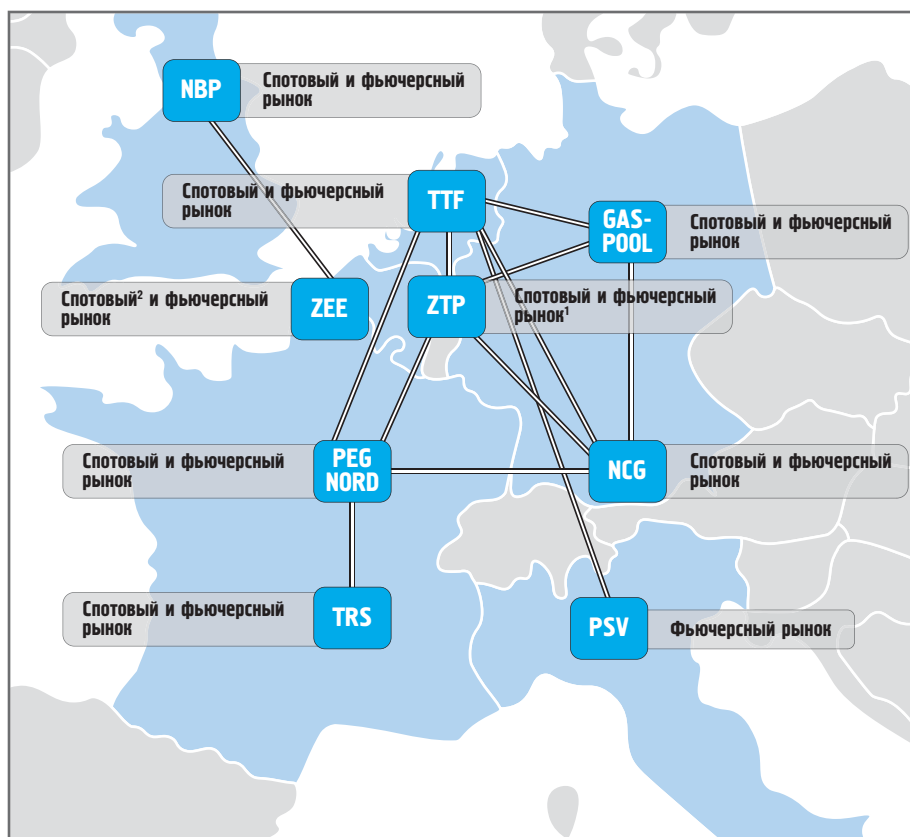 NBP
Спотовый и фьючерсный
рынок
Спотовый и фьючерсный
рынок
TTF
GAS-
POOL
Спотовый и фьючерсный
рынок
Спотовый² и фьючерсный
рынок
ZEE
ZTP
Спотовый и фьючерсный
рынок¹
Спотовый и фьючерсный
рынок
PEG
NORD
NCG
Спотовый и фьючерсный
рынок
Спотовый и фьючерсный
рынок
TRS
PSV
Фьючерсный рынок